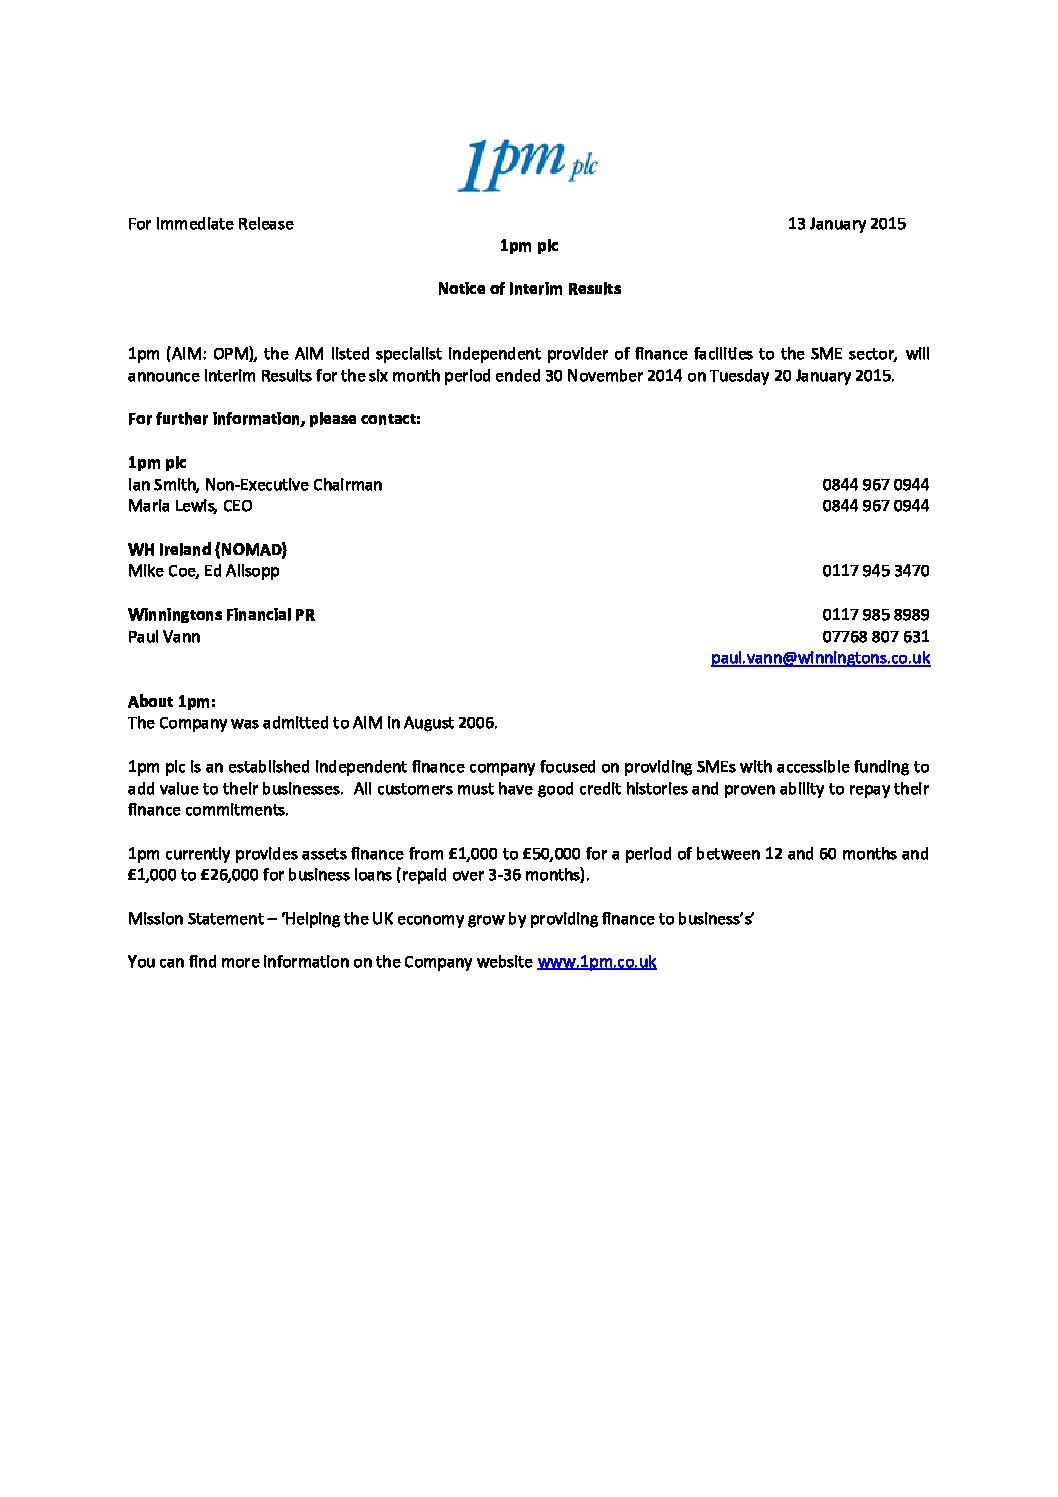 1pm plc
For Immediate Release 13 January 2015
1pm plc
Notice of Interim Results
1pm (AIM: OPM), the AIM listed specialist independent provider of finance facilities to the SME sector, will
announce Interim Results for the six month period ended 30 November 2014 on Tuesday 20 January 2015.
For further information, please contact:
1pm plc
Ian Smith, Non-Executive Chairman 0844 967 0944
Maria Lewis, CEO 0844 967 0944
WH Ireland (NOMAD)
Mike Coe, Ed Allsopp 0117 945 3470
Winningtons Financial PR 0117 985 8989
Paul Vann 07768 807 631
paul.vann@winningtons.co.uk
About 1pm:
The Company was admitted to AIM in August 2006.
1pm plc is an established independent finance company focused on providing SMEs with accessible funding to
add value to their businesses. All customers must have good credit histories and proven ability to repay their
finance commitments.
1pm currently provides assets finance from £1,000 to £50,000 for a period of between 12 and 60 months and
£1,000 to £26,000 for business loans (repaid over 3-36 months).
Mission Statement – ‘Helping the UK economy grow by providing finance to business’s’
You can find more information on the Company website www.1pm.co.uk